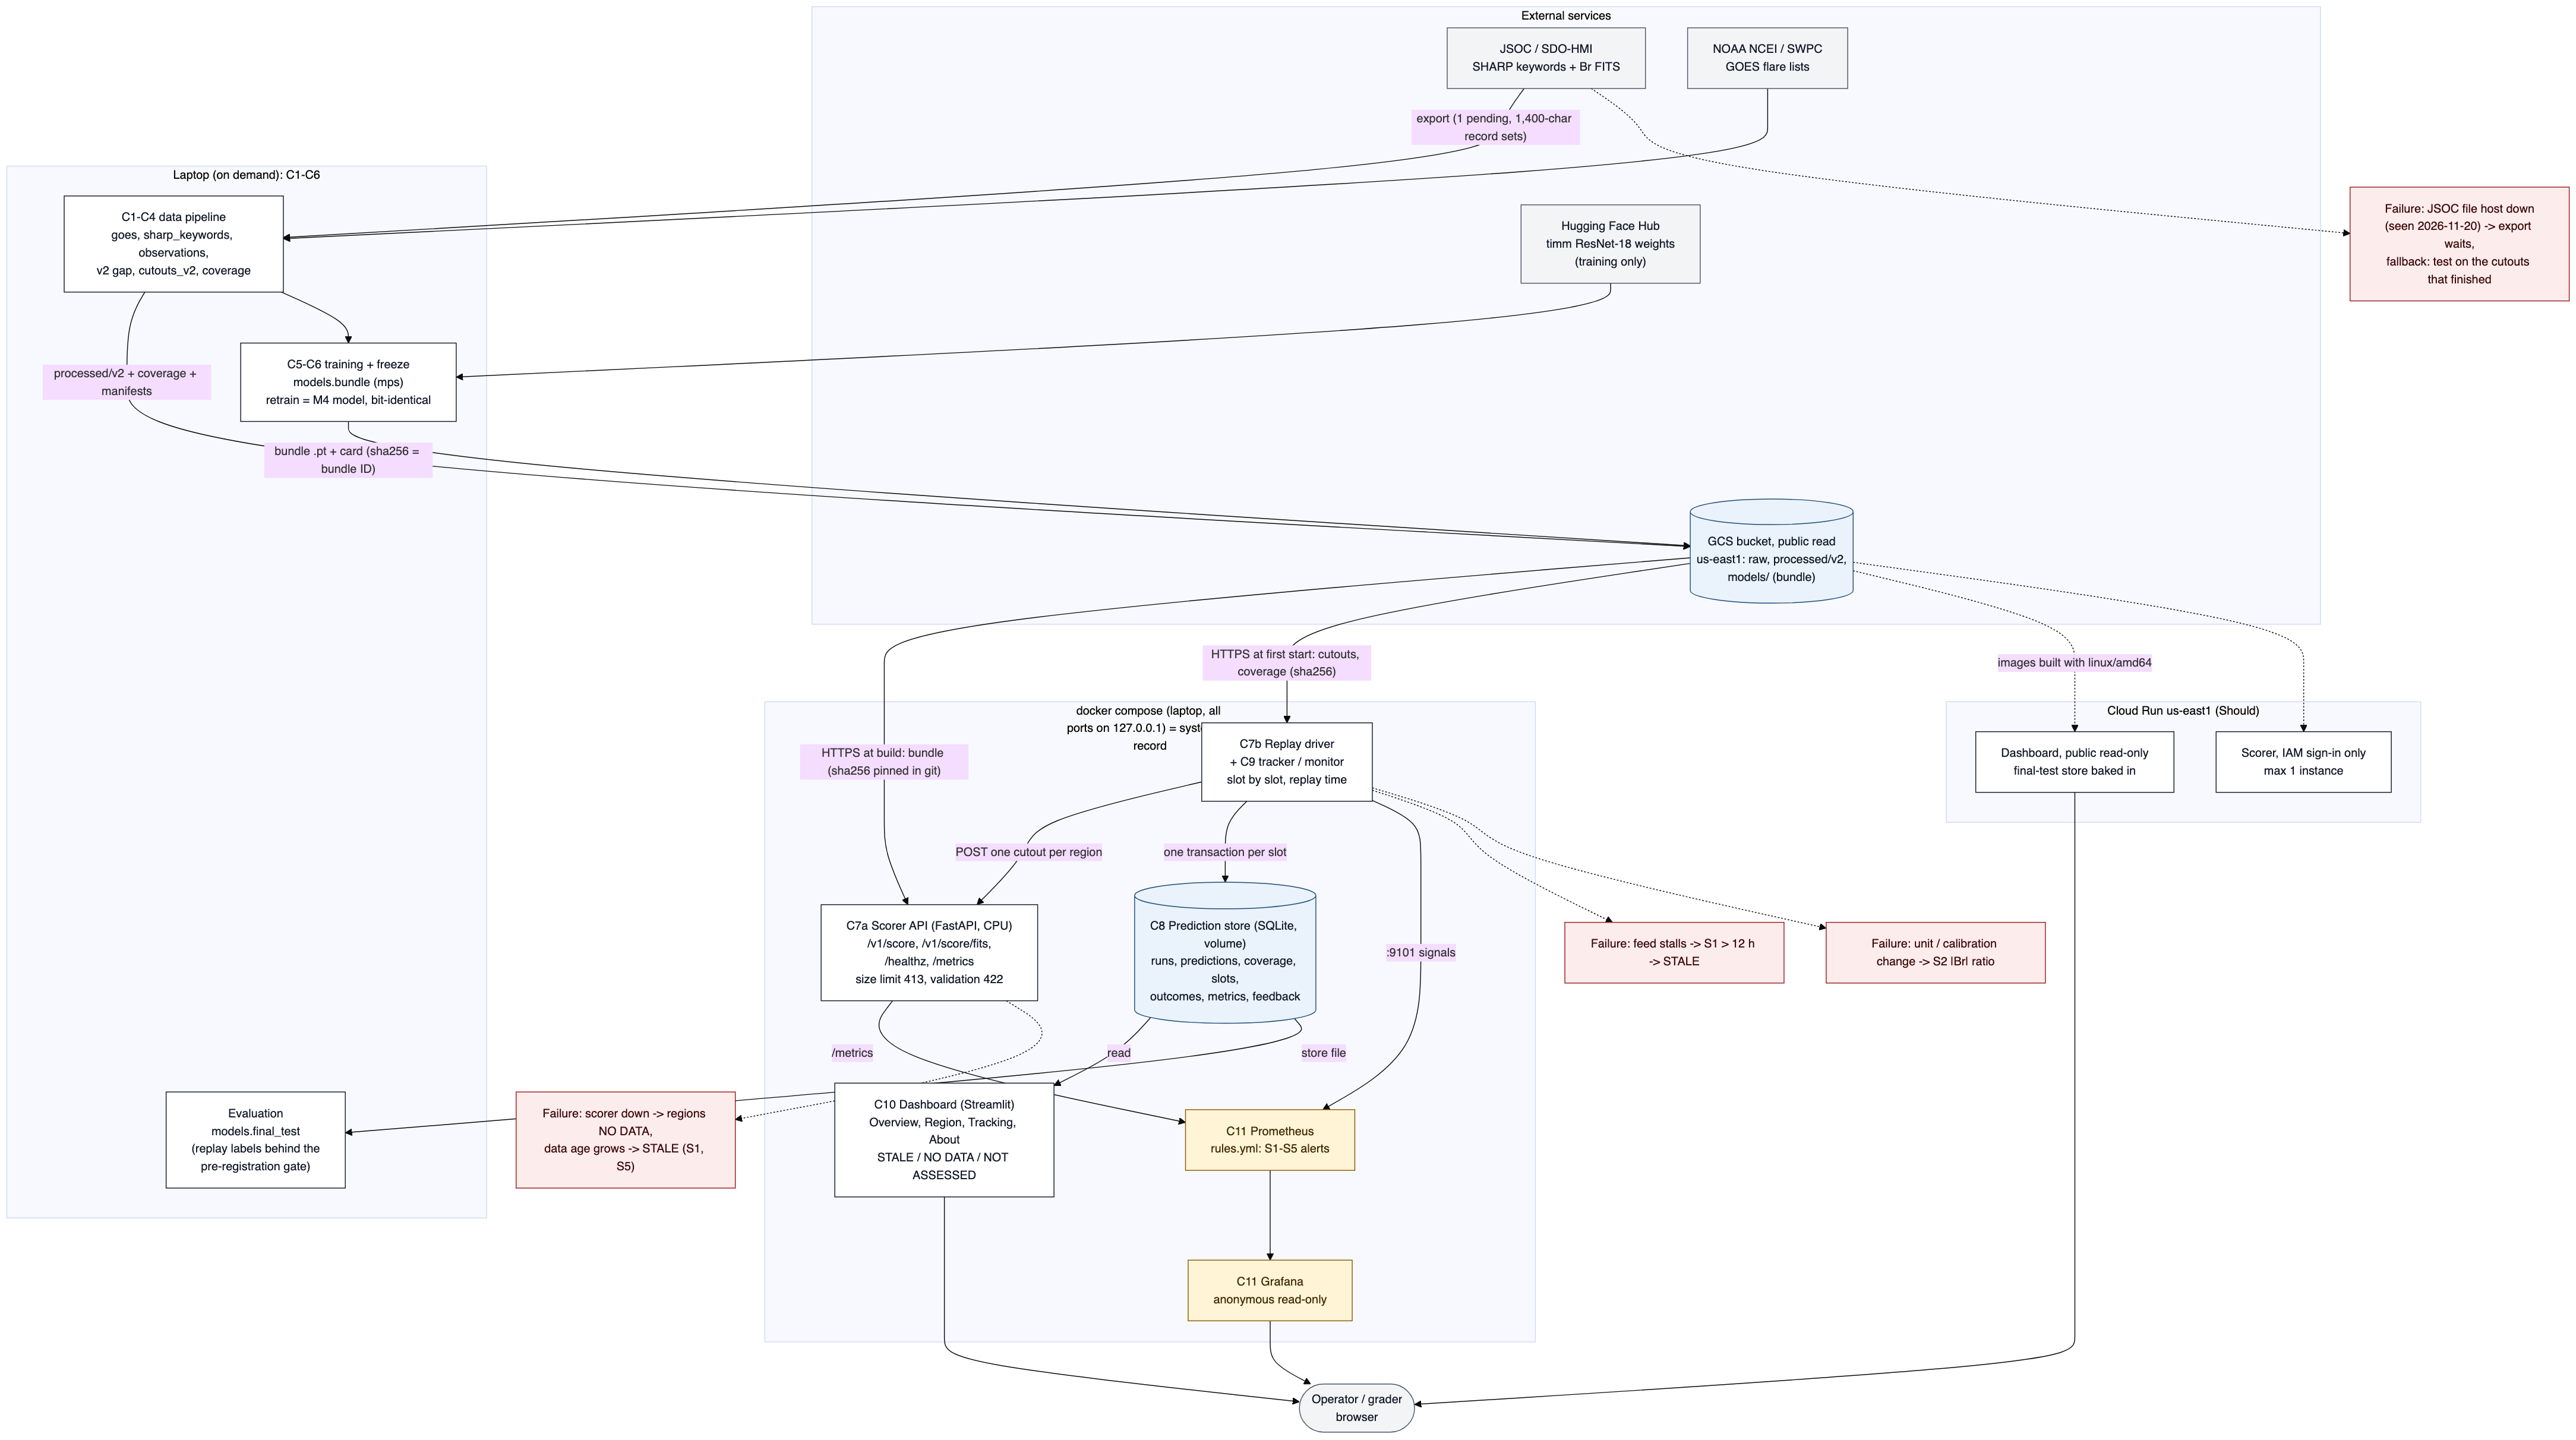 External services
JSOC / SDO-HMI
SHARP keywords + Br FITS
NOAA NCEI / SWPC
GOES flare lists
export (1 pending, 1,400-char
record sets)
Laptop (on demand): C1-C6
C1-C4 data pipeline
goes, sharp_keywords,
observations,
v2 gap, cutouts_v2, coverage
Failure: JSOC file host down
(seen 2026-11-20) -> export
waits,
fallback: test on the cutouts
that finished
Hugging Face Hub
timm ResNet-18 weights
(training only)
C5-C6 training + freeze
models.bundle (mps)
retrain = M4 model, bit-identical
processed/v2 + coverage +
manifests
bundle .pt + card (sha256 =
bundle ID)
GCS bucket, public read
us-east1: raw, processed/v2,
models/ (bundle)
HTTPS at first start: cutouts,
coverage (sha256)
images built with linux/amd64
docker compose (laptop, all
ports on 127.0.0.1) =
record
Cloud Run us-east1 (Should)
HTTPS at build: bundle
(sha256 pinned in git)
C7b Replay driver
+ C9 tracker / monitor
slot by slot, replay time
Dashboard, public read-only
final-test store baked in
Scorer, IAM sign-in only
max 1 instance
POST one cutout per region
one transaction per slot
C7a Scorer API (FastAPI, CPU)
/v1/score, /v1/score/fits,
/healthz, /metrics
size limit 413, validation 422
C8 Prediction store (SQLite,
volume)
runs, predictions, coverage,
slots,
outcomes, metrics, feedback
:9101 signals
Failure: feed stalls -> S1 > 12 h
-> STALE
Failure: unit / calibration
change -> S2 |Br| ratio
/metrics
read
store file
Evaluation
models.final_test
(replay labels behind the
pre-registration gate)
Failure: scorer down -> regions
NO DATA,
data age grows -> STALE (S1,
S5)
C10 Dashboard (Streamlit)
Overview, Region, Tracking,
About
STALE / NO DATA / NOT
ASSESSED
C11 Prometheus
rules.yml: S1-S5 alerts
C11 Grafana
anonymous read-only
Operator / grader
browser